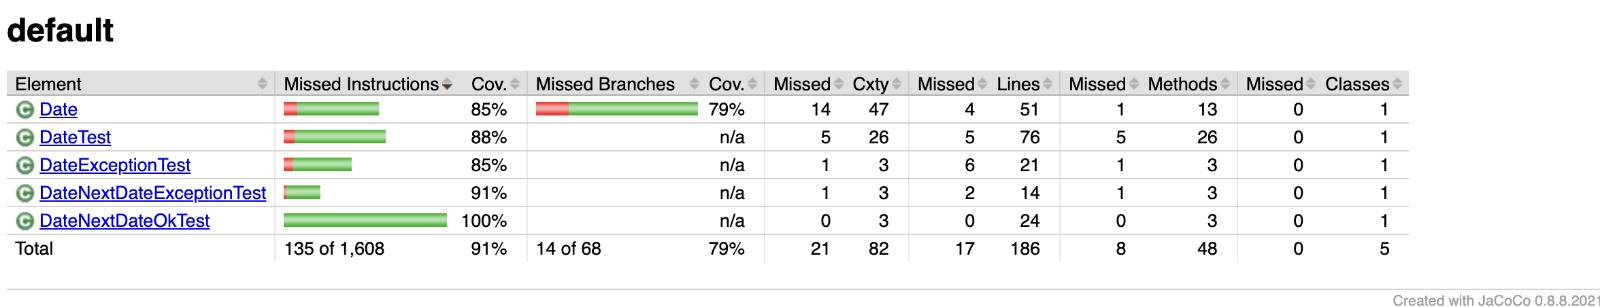 default
Element Missed Instructions Cov. Missed Branches Cov. Missed Cxty Missed Lines Missed Methods Missed Classes
C Date 85% 79% 14 47 4 51 1 13 0 1
C DateTest 88% n/a 5 26 5 76 5 26 0 1
C DateExceptionTest 85% n/a 1 3 6 21 1 3 0 1
C DateNextDateExceptionTest 91% n/a 1 3 2 14 1 3 0 1
C DateNextDateOkTest 100% n/a 0 3 0 24 0 3 0 1
Total 135 of 1,608 91% 14 of 68 79% 21 82 17 186 8 48 0 5
Created with JaCoCo 0.8.8.2021